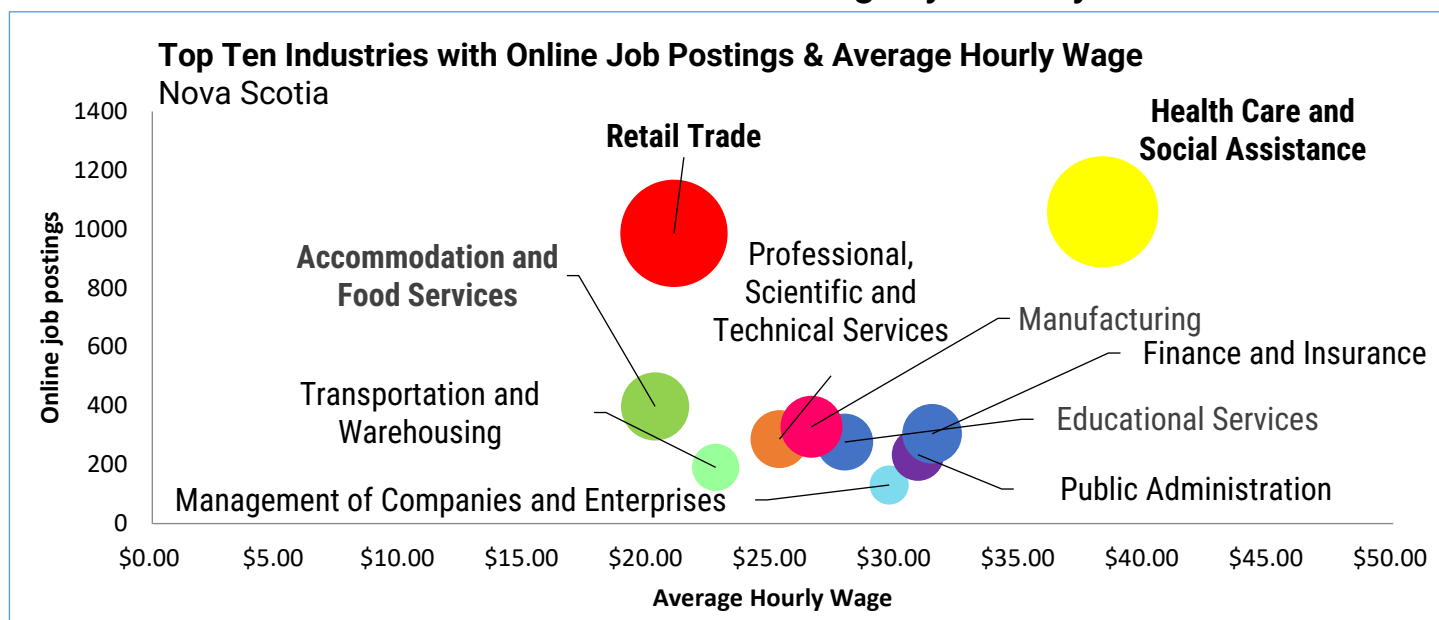 Top Ten Industries with Online Job Postings & Average Hourly Wage
Nova Scotia
Online job postings
1400
1200
1000
800
600
400
200
0
Retail Trade
Health Care and
Social Assistance
Accommodation and
Food Services
Professional,
Scientific and
Technical Services
Manufacturing
Finance and Insurance
Transportation and
Warehousing
Educational Services
Management of Companies and Enterprises
Public Administration
$0.00 $5.00 $10.00 $15.00 $20.00 $25.00 $30.00 $35.00 $40.00 $45.00 $50.00
Average Hourly Wage